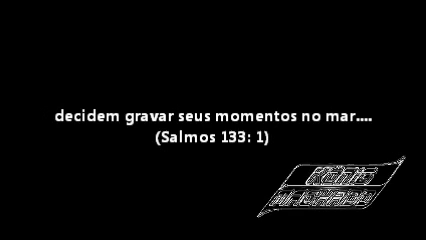 decidem gravar seus momentos no mar....
(Salmos 133: 1)